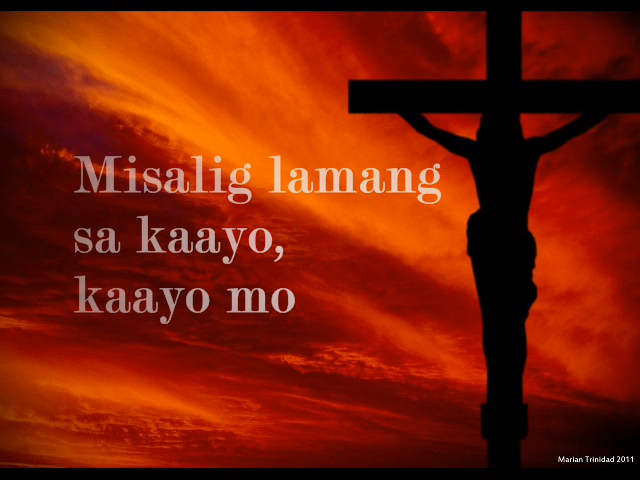 Misalig lamang
sa kaayo,
kaayo mo
Marian Trinidad 2011